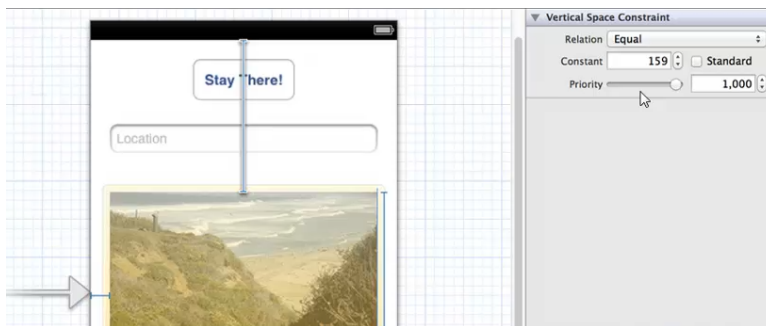 Vertical Space Constraint
Relation Equal
Constant 159 Standard
Priority 1,000
Stay There!
Location